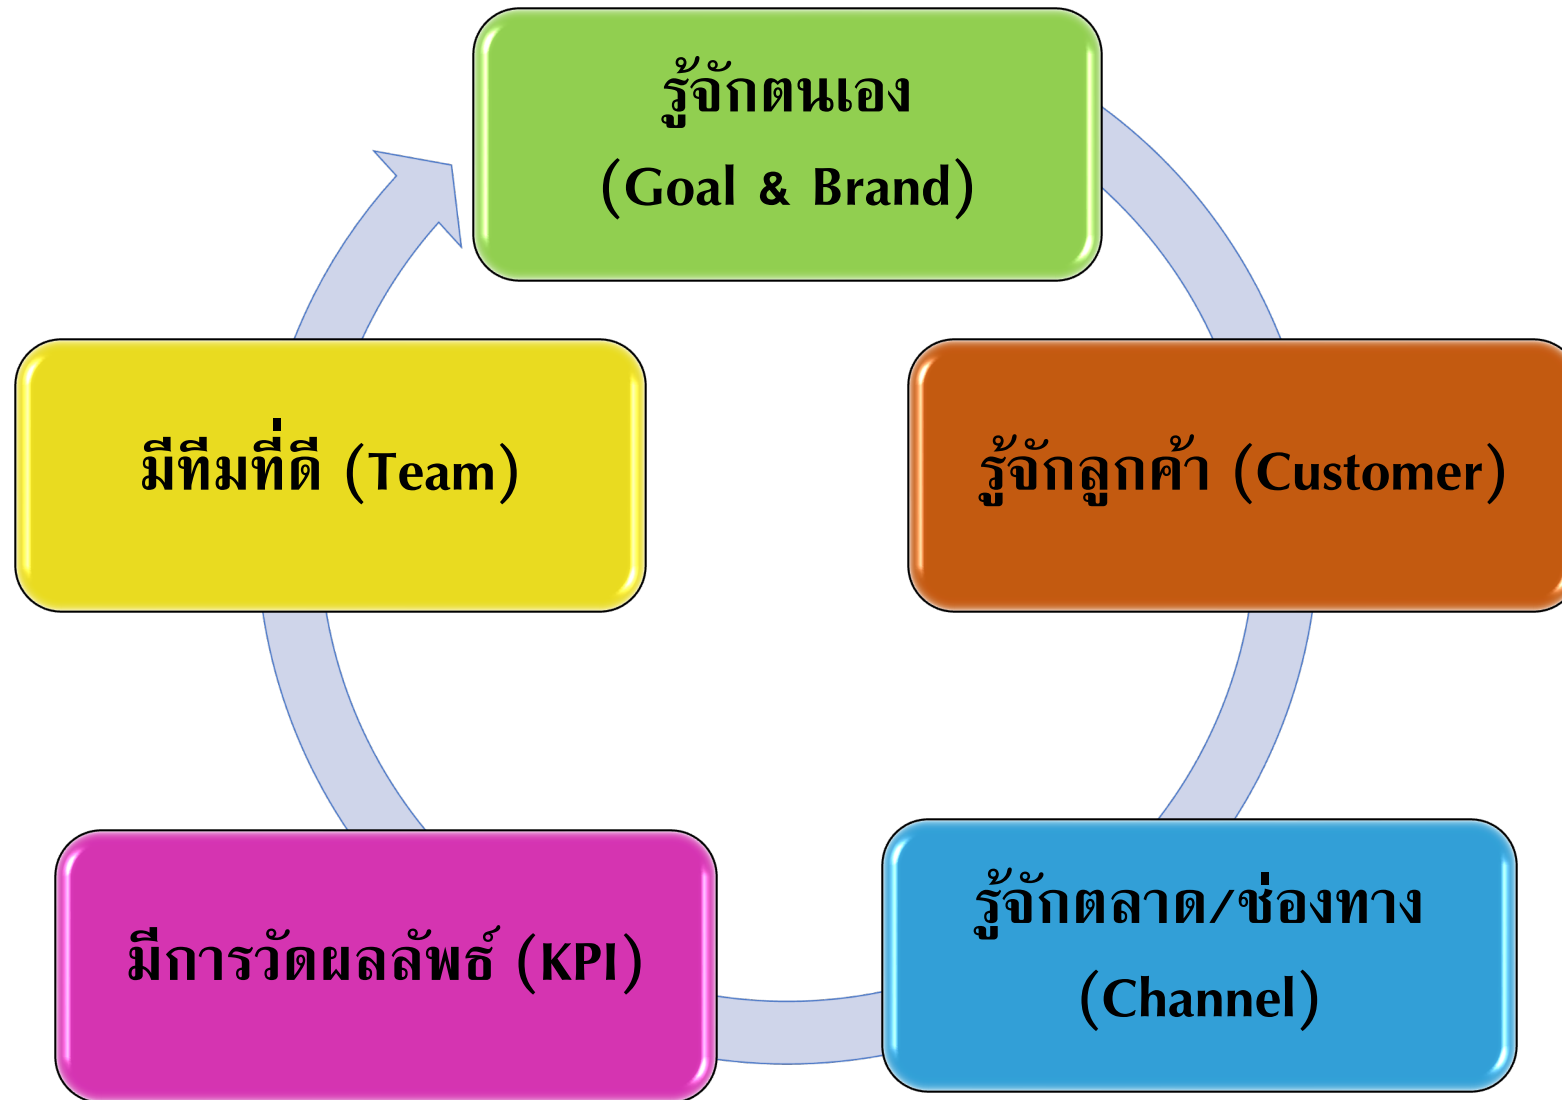 รู้จักตนเอง
(Goal & Brand)
รู้จักลูกค้า (Customer)
รู้จักตลาด/ช่องทาง
(Channel)
มีการวัดผลลัพธ์ (KPI)
มีทีมที่ดี (Team)